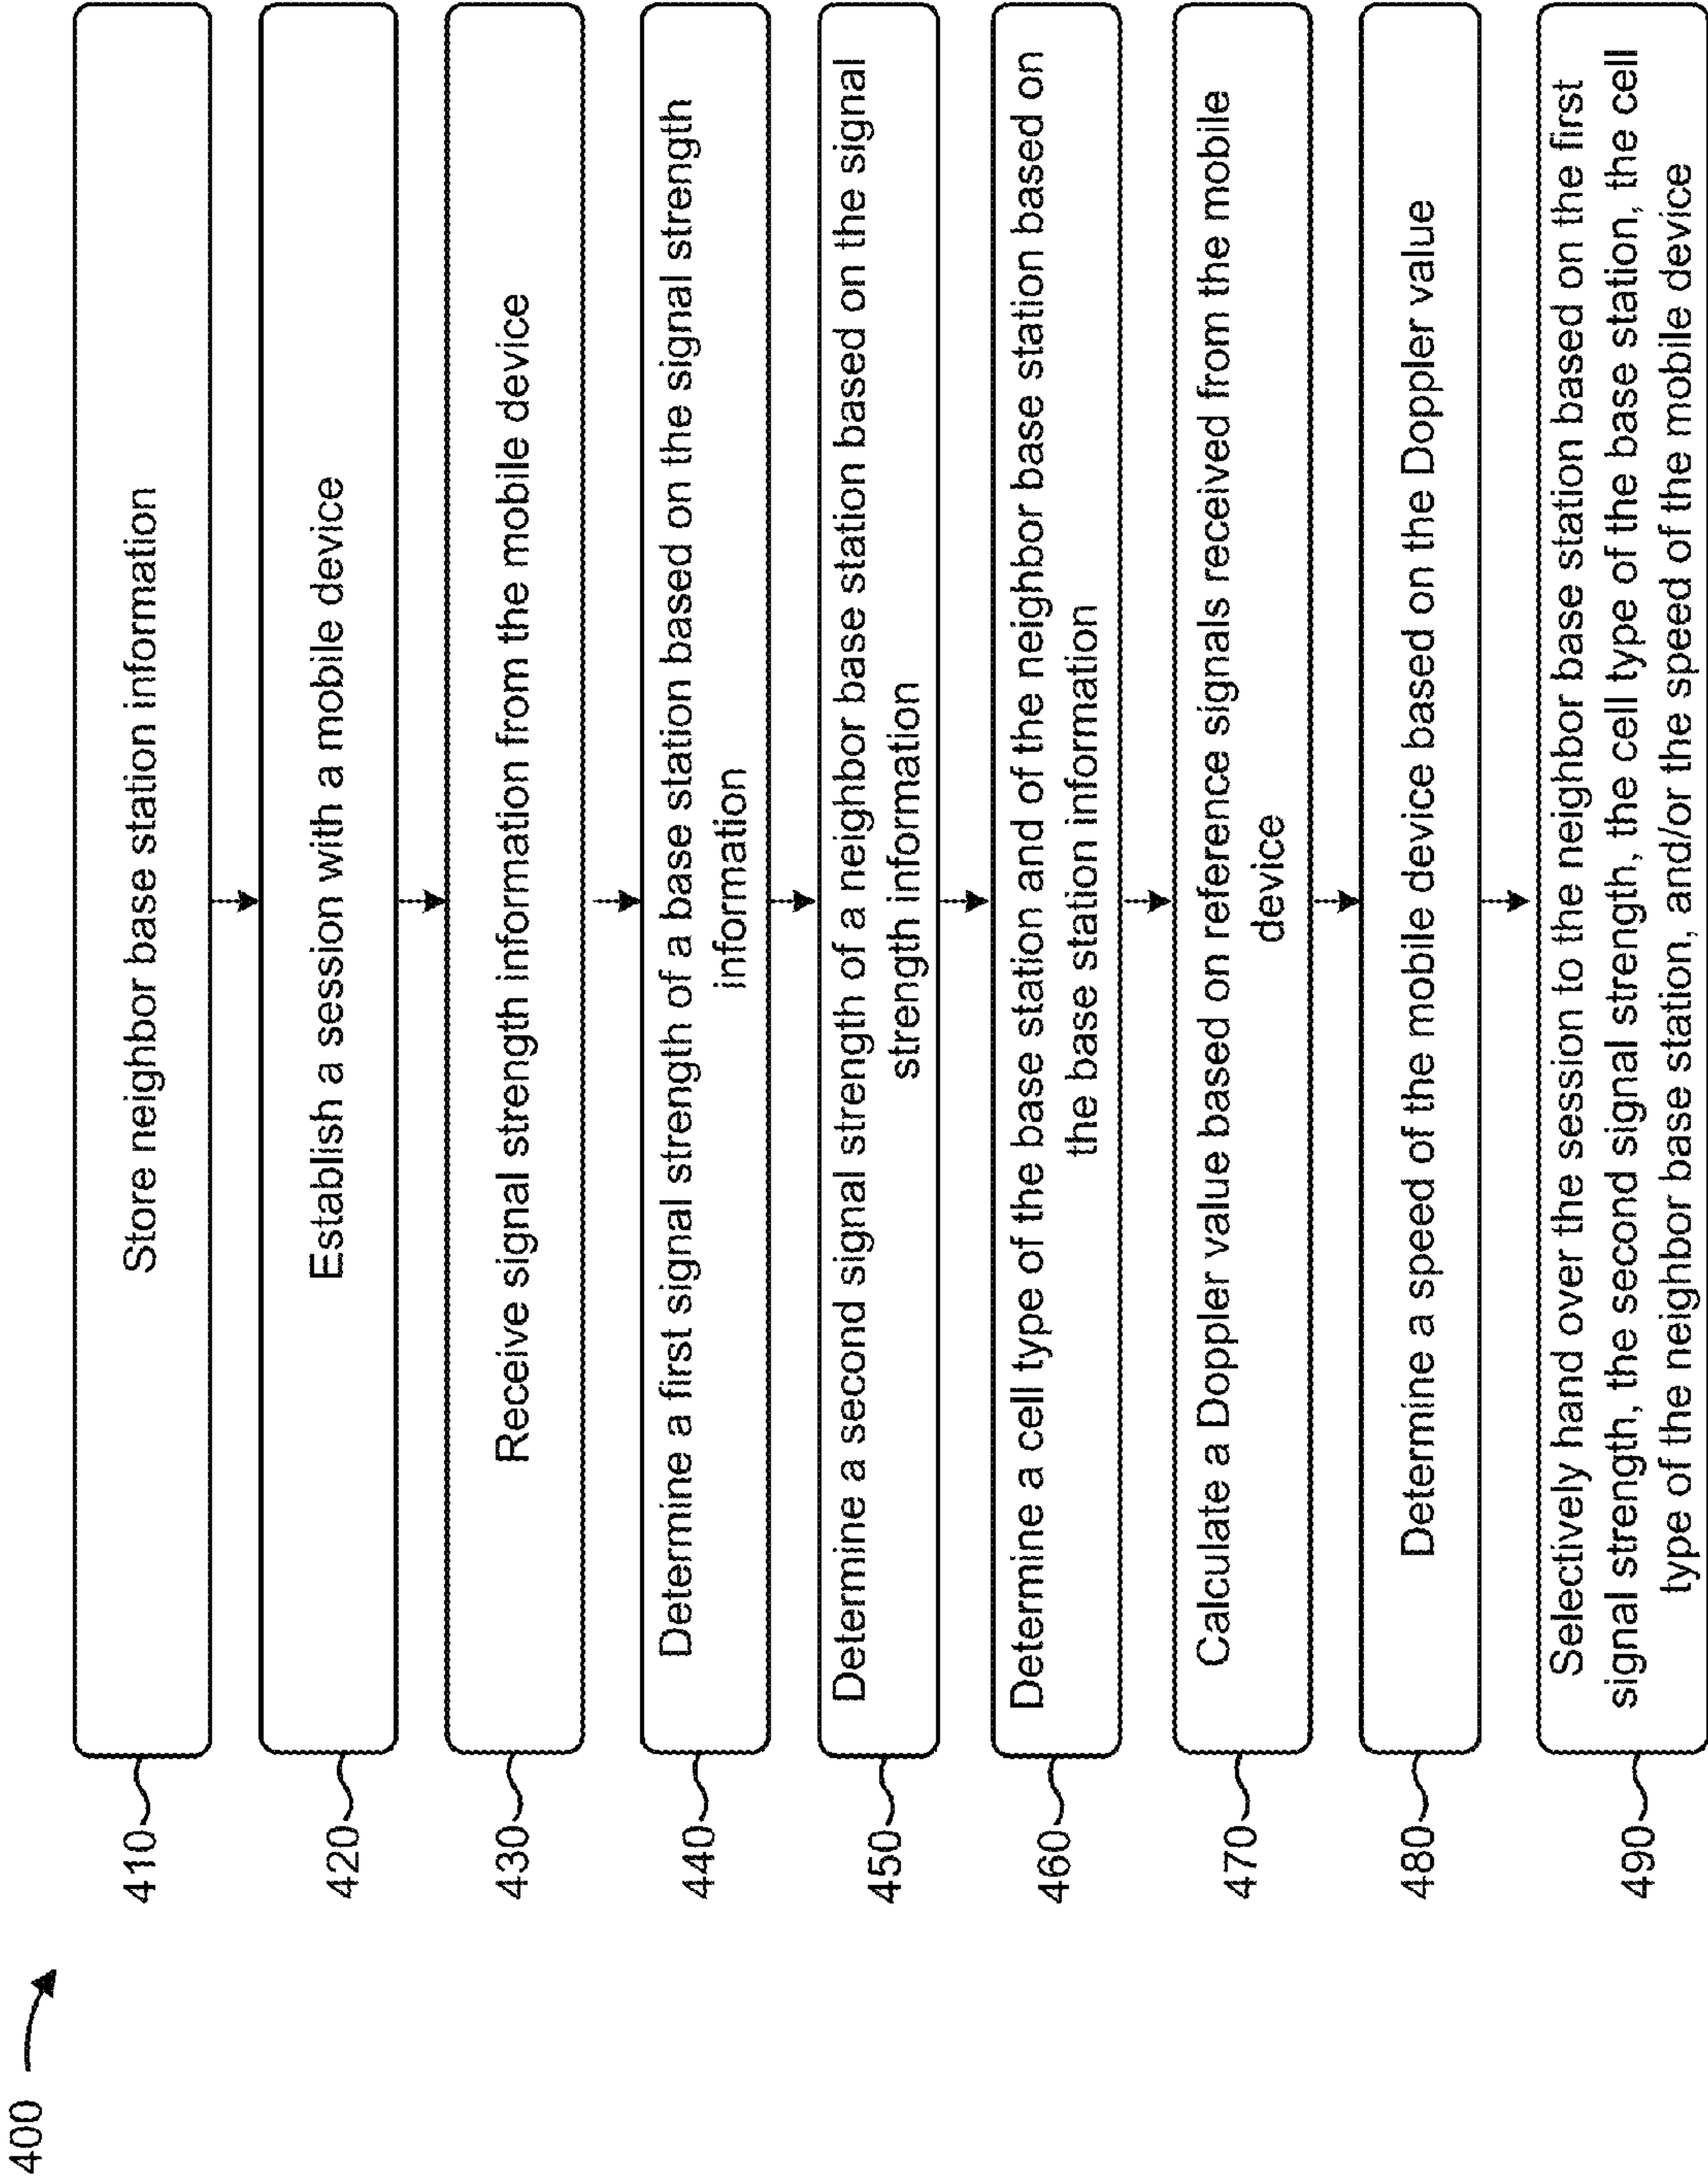 400
410
Store neighbor base station information
420
Establish a session with a mobile device
430
Receive signal strength information from the mobile device
440
Determine a first signal strength of a base station based on the signal strength
information
450
Determine a second signal strength of a neighbor base station based on the signal
strength information
460
Determine a cell type of the base station and of the neighbor base station based on
the base station information
470
Calculate a Doppler value based on reference signals received from the mobile
device
480
Determine a speed of the mobile device based on the Doppler value
490
Selectively hand over the session to the neighbor base station based on the first
signal strength, the second signal strength, the cell type of the base station, the cell
type of the neighbor base station, and/or the speed of the mobile device